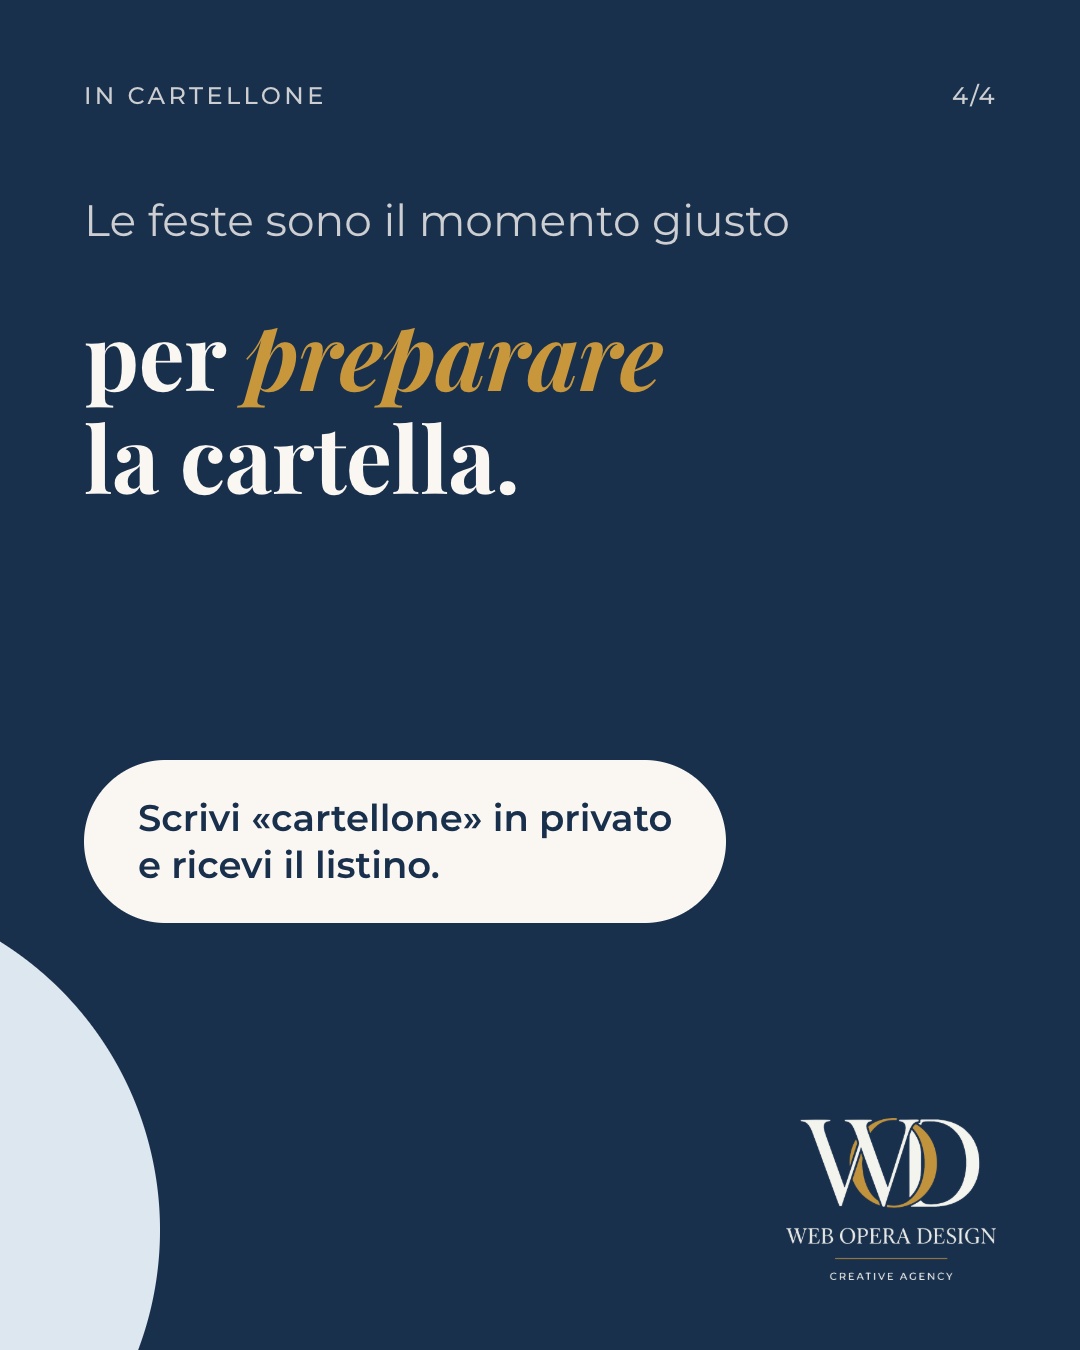 IN CARTELLONE
4/4
Le feste sono il momento giusto
per preparare
la cartella.
Scrivi «cartellone» in privato
e ricevi il listino.
WOD
WEB OPERA DESIGN
CREATIVE AGENCY